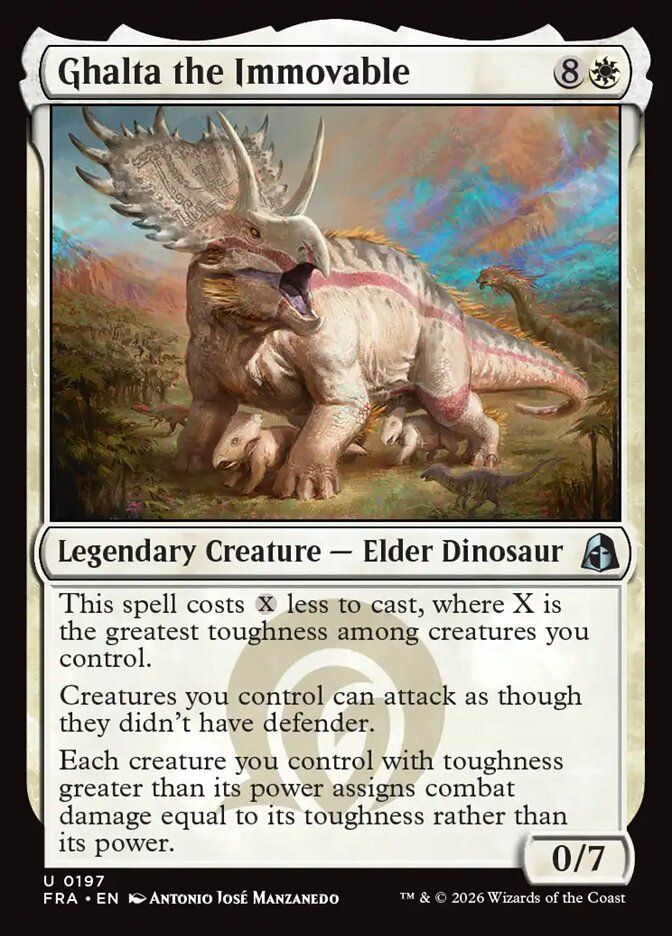 Ghalta the Immovable 8
Legendary Creature — Elder Dinosaur
This spell costs X less to cast, where X is
the greatest toughness among creatures you
control.
Creatures you control can attack as though
they didn't have defender.
Each creature you control with toughness
greater than its power assigns combat
damage equal to its toughness rather than
its power.
0/7
U 0197
FRA • EN Antonio José Manzanedo
™ & © 2026 Wizards of the Coast